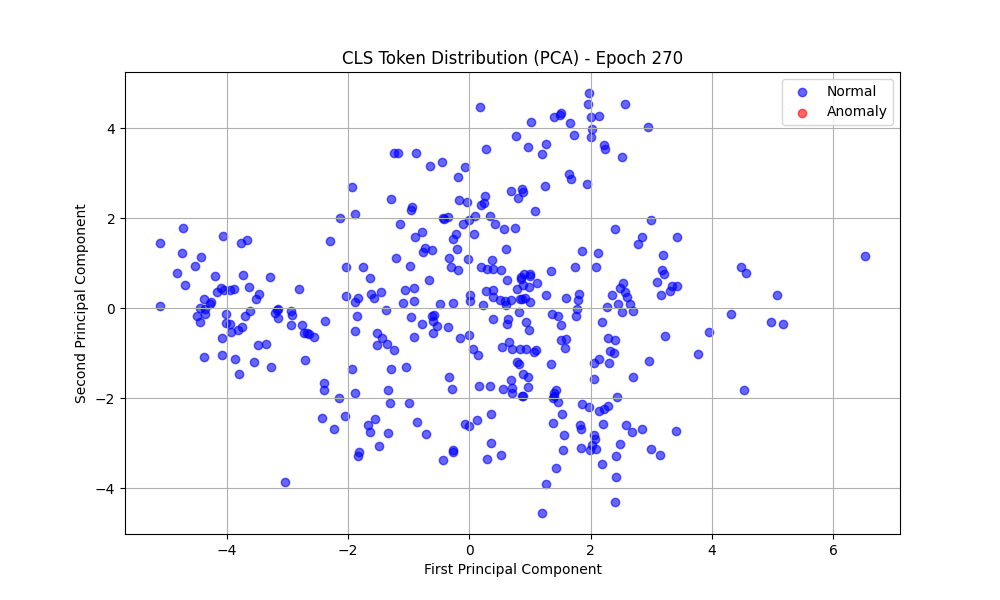 CLS Token Distribution (PCA) - Epoch 270
Normal
Anomaly
4
2
0
−2
−4
Second Principal Component
−4 −2 0 2 4 6
First Principal Component